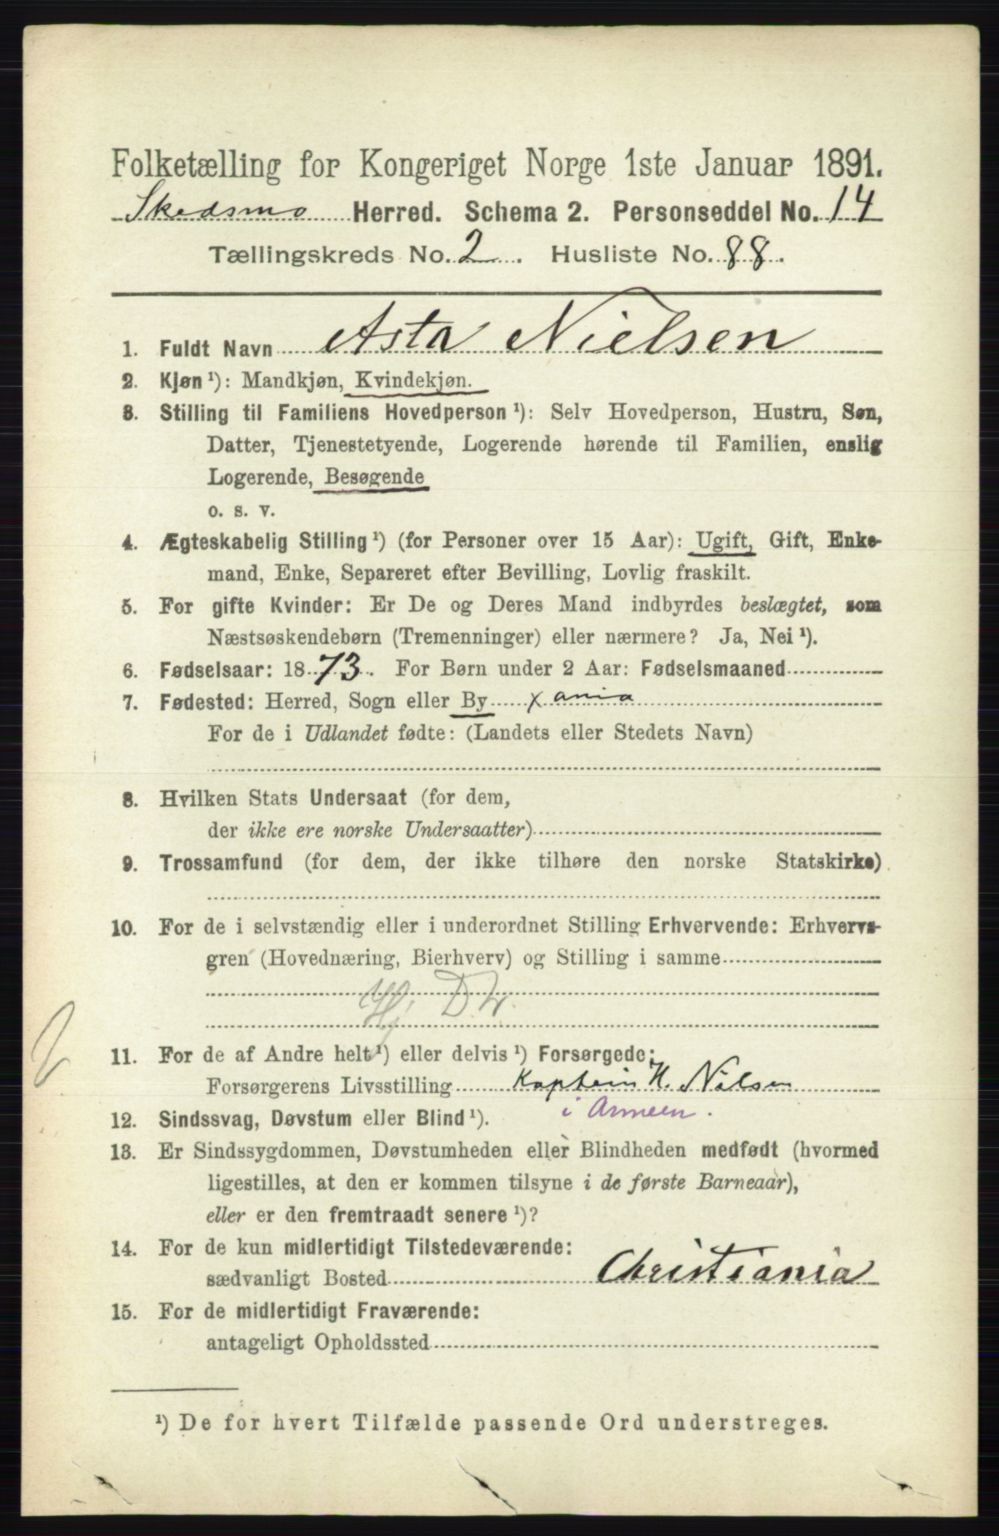 Folketælling for Kongeriget Norge 1ste Januar 1891.
Skedsmo Herred. Schema 2. Personseddel No. 14
Tællingskreds No. 2. Husliste No. 88.
1. Fuldt Navn Asta Nielsen
2. Kjøn ¹): Mandkjøn, Kvindekjøn.
3. Stilling til Familiens Hovedperson ¹): Selv Hovedperson, Hustru, Søn,
Datter, Tjenestetyende, Logerende hørende til Familien, enslig
Logerende, Besøgende
o. s. v.
4. Ægteskabelig Stilling ¹) (for Personer over 15 Aar): Ugift, Gift, Enke-
mand, Enke, Separeret efter Bevilling, Lovlig fraskilt.
5. For gifte Kvinder: Er De og Deres Mand indbyrdes beslægtet, som
Næstsøskendebørn (Tremenninger) eller nærmere? Ja, Nei ¹).
6. Fødselsaar: 1873. For Børn under 2 Aar: Fødselsmaaned
7. Fødested: Herred, Sogn eller By Xania
For de i Udlandet fødte: (Landets eller Stedets Navn)
8. Hvilken Stats Undersaat (for dem,
der ikke ere norske Undersaatter)
9. Trossamfund (for dem, der ikke tilhøre den norske Statskirke)
10. For de i selvstændig eller i underordnet Stilling Erhvervende: Erhvervs-
gren (Hovednæring, Bierhverv) og Stilling i samme
Hj
11. For de af Andre helt ¹) eller delvis ¹) Forsørgede:
Forsørgerens Livsstilling Kaptein H. Nilsen
i Armeen.
12. Sindssvag, Døvstum eller Blind ¹).
13. Er Sindssygdommen, Døvstumheden eller Blindheden medfødt (hvormed
ligestilles, at den er kommen tilsyne i de første Barneaar),
eller er den fremtraadt senere ¹)?
14. For de kun midlertidigt Tilstedeværende:
sædvanligt Bosted Christiania
15. For de midlertidigt Fraværende:
antageligt Opholdssted
¹) De for hvert Tilfælde passende Ord understreges.